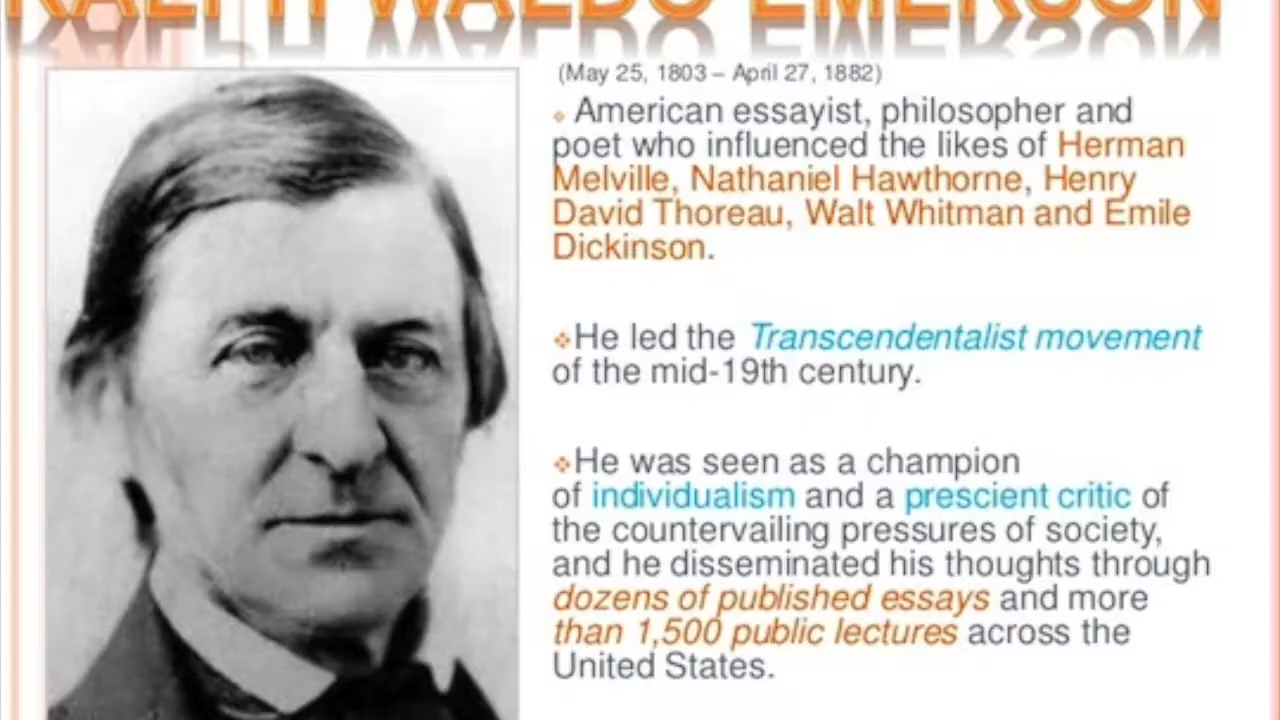 RALPH WALDO EMERSON
(May 25, 1803 – April 27, 1882)
American essayist, philosopher and
poet who influenced the likes of Herman
Melville, Nathaniel Hawthorne, Henry
David Thoreau, Walt Whitman and Emile
Dickinson.
He led the Transcendentalist movement
of the mid-19th century.
He was seen as a champion
of individualism and a prescient critic of
the countervailing pressures of society,
and he disseminated his thoughts through
dozens of published essays and more
than 1,500 public lectures across the
United States.